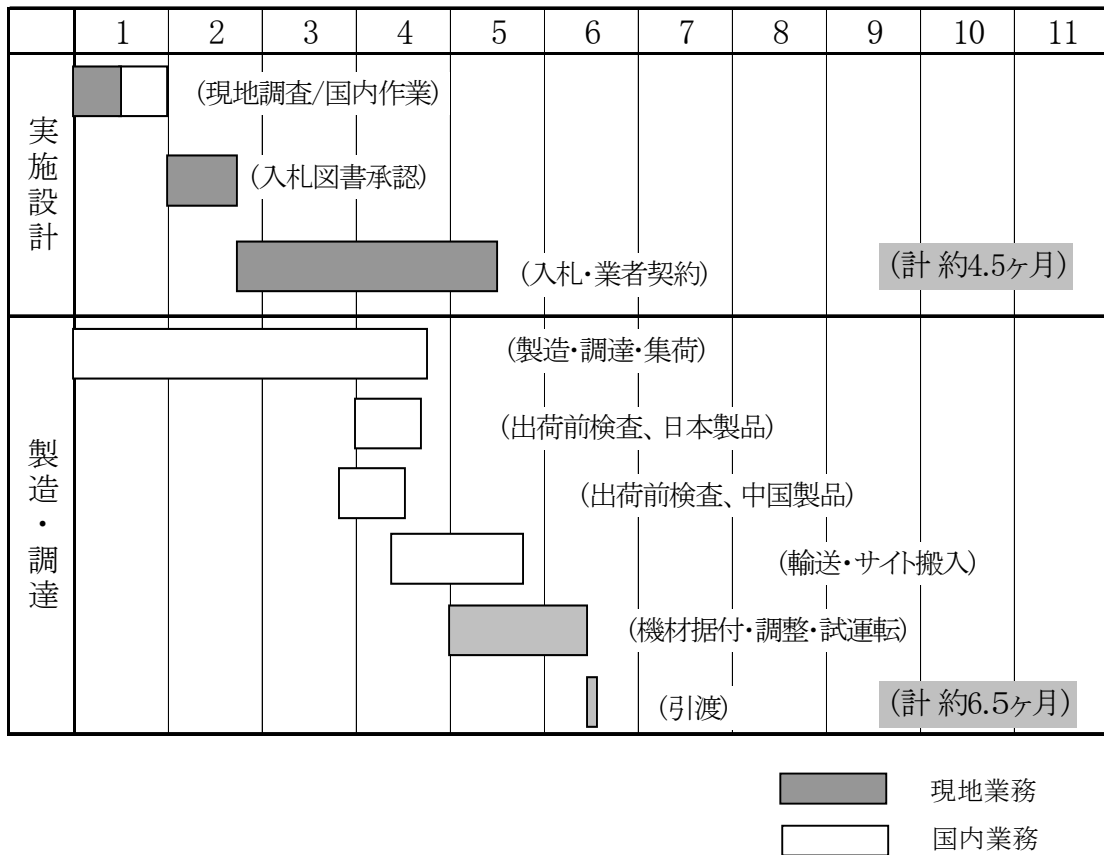 1 2 3 4 5 6 7 8 9 10 11
実施設計
(現地調査/国内作業)
(入札図書承認)
(入札・業者契約)
(計 約4.5ヶ月)
製造・調達
(製造・調達・集荷)
(出荷前検査、日本製品)
(出荷前検査、中国製品)
(輸送・サイト搬入)
(機材据付・調整・試運転)
(引渡)
(計 約6.5ヶ月)
現地業務
国内業務